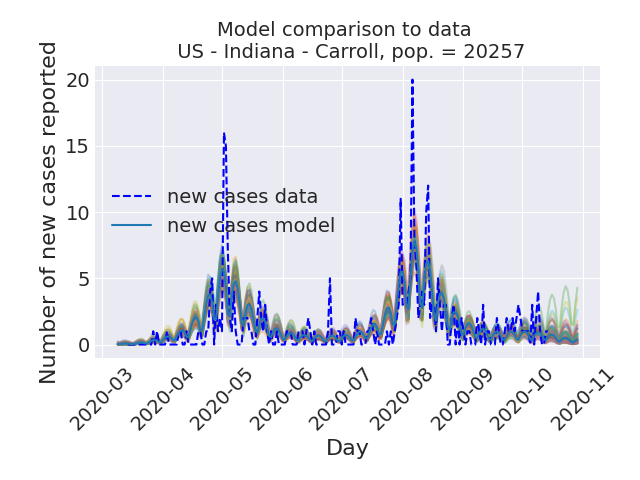 Model comparison to data
US - Indiana - Carroll, pop. = 20257
Number of new cases reported
20
15
10
5
0
new cases data
new cases model
2020-03
2020-04
2020-05
2020-06
2020-07
2020-08
2020-09
2020-10
2020-11
Day